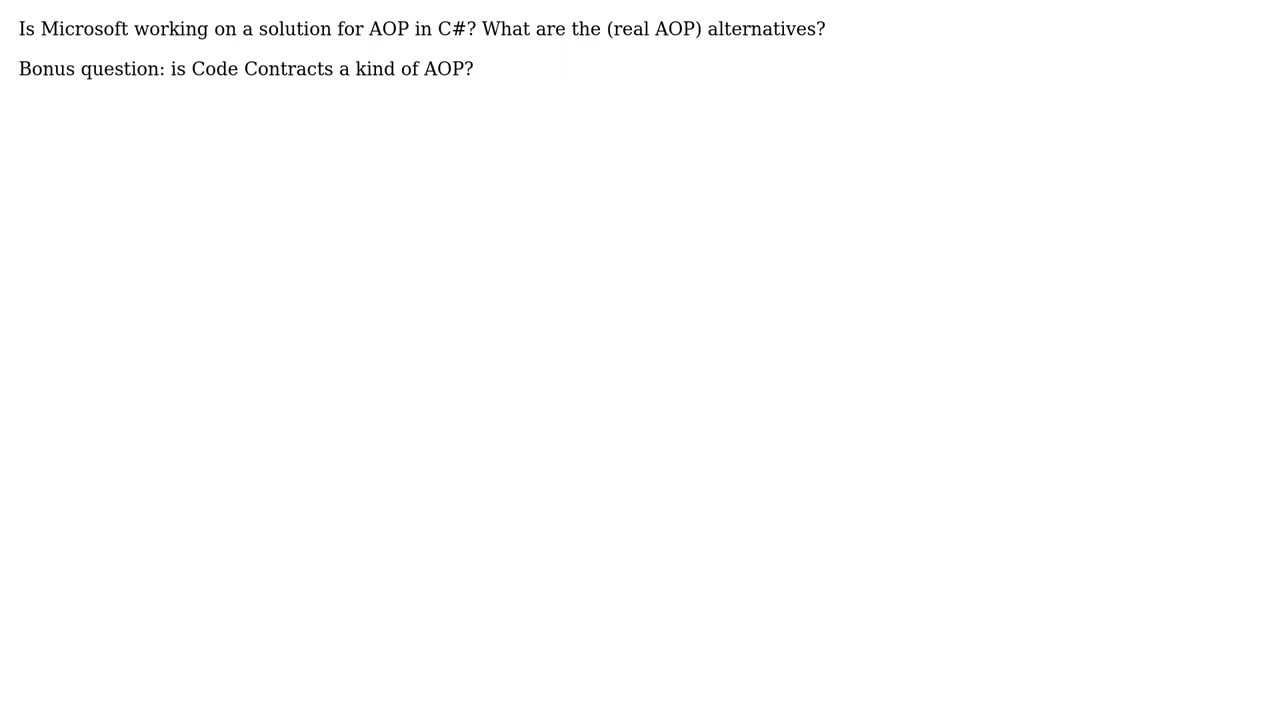 Is Microsoft working on a solution for AOP in C#? What are the (real AOP) alternatives?
Bonus question: is Code Contracts a kind of AOP?